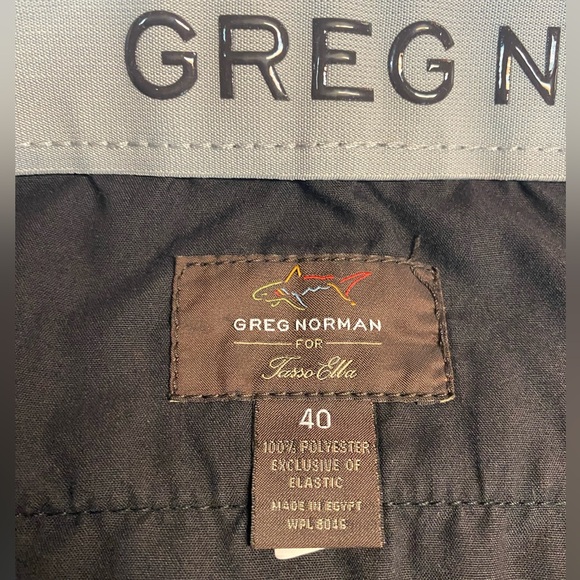 GREG N
GREG NORMAN
FOR
Tasso Elba
40
100% POLYESTER
EXCLUSIVE OF
ELASTIC
MADE IN EGYPT
WPL 8046